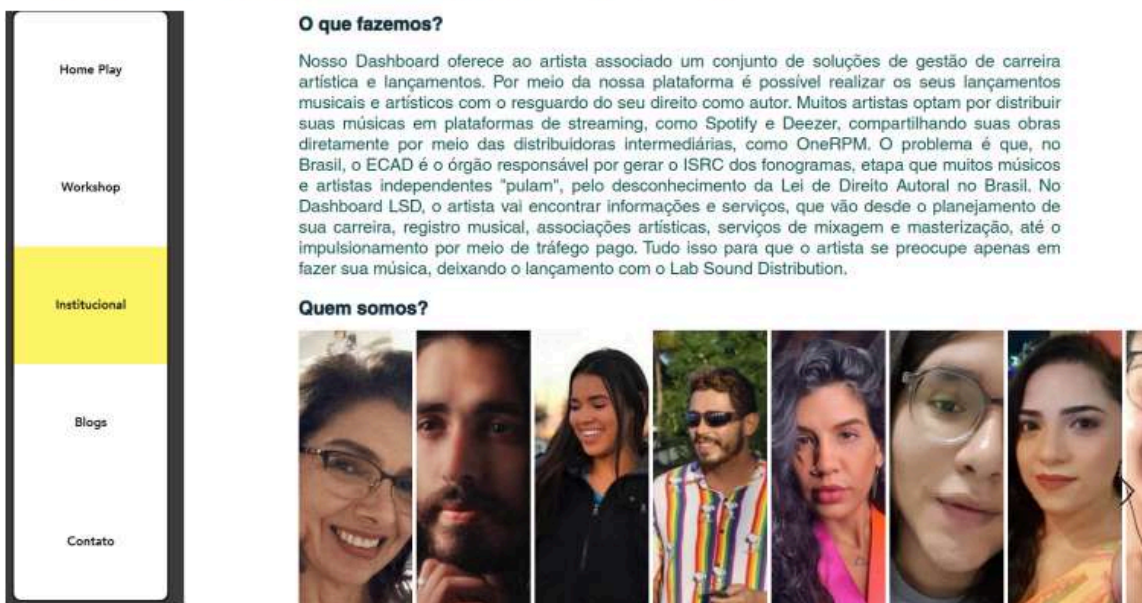 Home Play
Workshop
Institucional
Blogs
Contato
O que fazemos?
Nosso Dashboard oferece ao artista associado um conjunto de soluções de gestão de carreira
artística e lançamentos. Por meio da nossa plataforma é possível realizar os seus lançamentos
musicais e artísticos com o resguardo do seu direito como autor. Muitos artistas optam por distribuir
suas músicas em plataformas de streaming, como Spotify e Deezer, compartilhando suas obras
diretamente por meio das distribuidoras intermediárias, como OneRPM. O problema é que, no
Brasil, o ECAD é o órgão responsável por gerar o ISRC dos fonogramas, etapa que muitos músicos
e artistas independentes "pulam", pelo desconhecimento da Lei de Direito Autoral no Brasil. No
Dashboard LSD, o artista vai encontrar informações e serviços, que vão desde o planejamento de
sua carreira, registro musical, associações artísticas, serviços de mixagem e masterização, até o
impulsionamento por meio de tráfego pago. Tudo isso para que o artista se preocupe apenas em
fazer sua música, deixando o lançamento com o Lab Sound Distribution.
Quem somos?